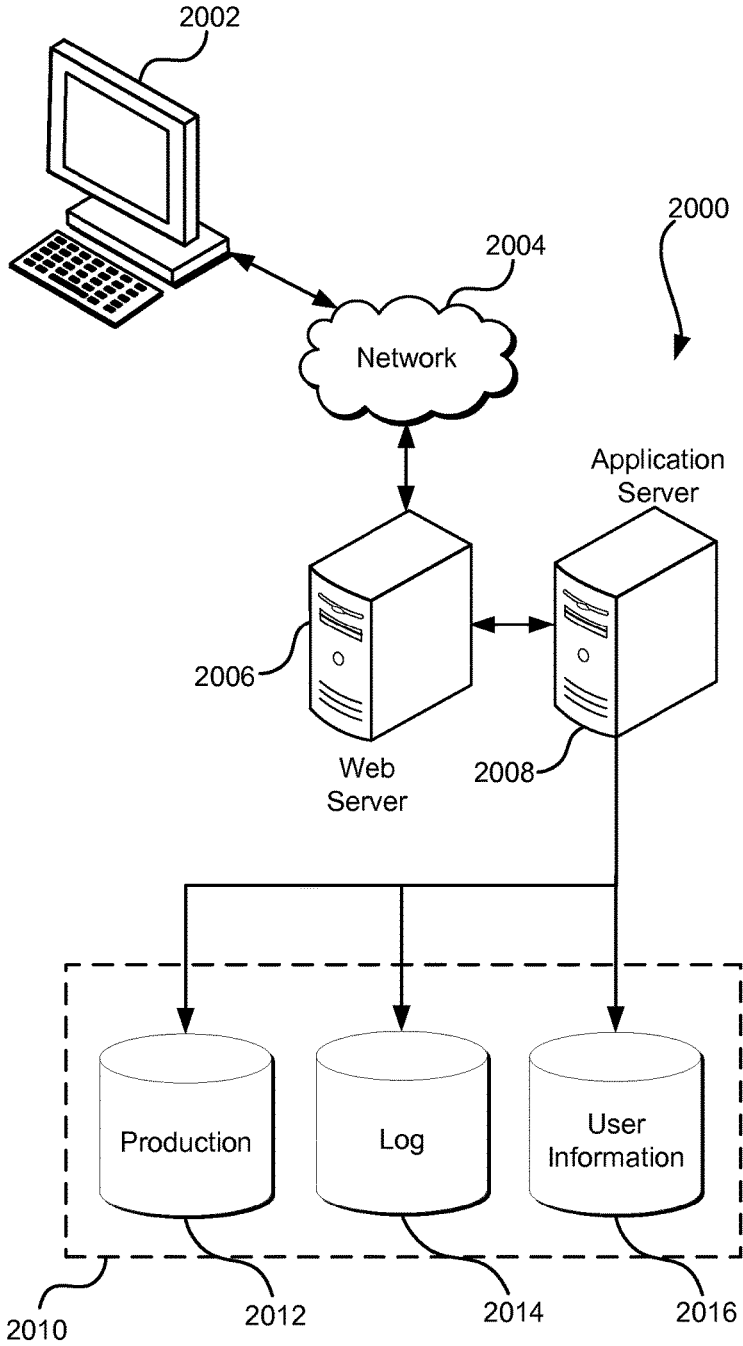 2002
2000
2004
Network
Application
Server
2006
Web
Server
2008
Production
Log
User
Information
2010
2012
2014
2016